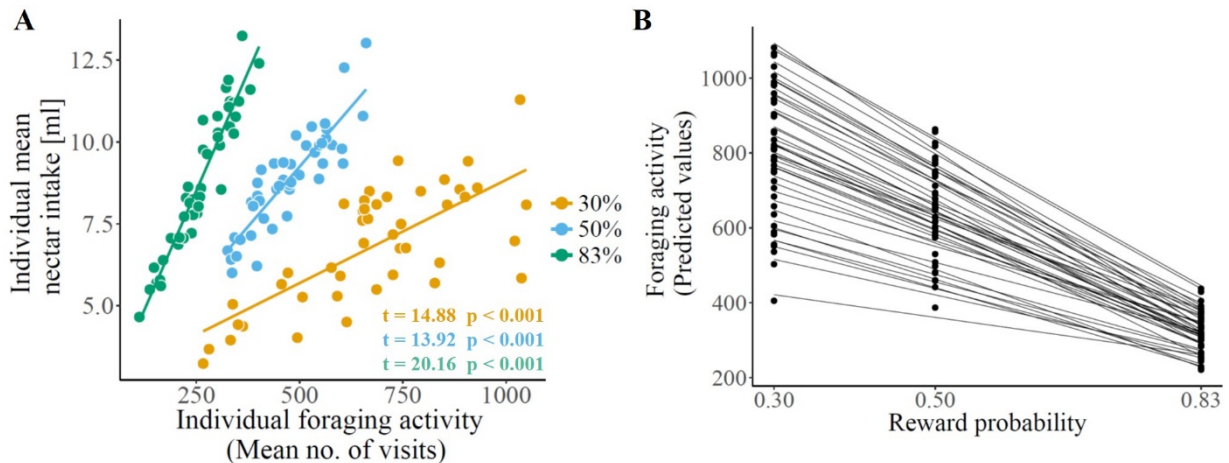 A
Individual mean
nectar intake [ml]
12.5
10.0
7.5
5.0
250
500
750
1000
Individual foraging activity
(Mean no. of visits)
30%
50%
83%
t = 14.88 p < 0.001
t = 13.92 p < 0.001
t = 20.16 p < 0.001
B
Foraging activity
(Predicted values)
1000
800
600
400
200
0.30
0.50
0.83
Reward probability